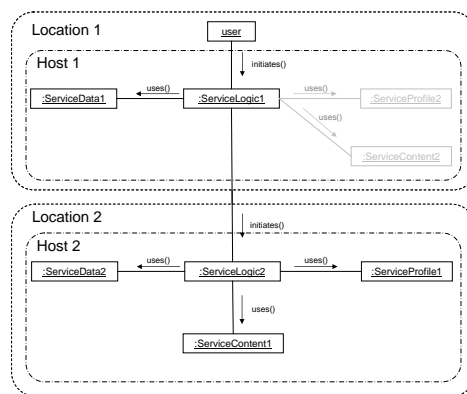 Location 1
user
Host 1
initiates()
:ServiceData1
uses()
:ServiceLogic1
uses()
:ServiceProfile2
uses()
:ServiceContent2
Location 2
initiates()
Host 2
:ServiceData2
uses()
:ServiceLogic2
uses()
:ServiceProfile1
uses()
:ServiceContent1